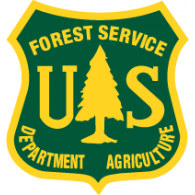 FOREST SERVICE
U S
DEPARTMENT AGRICULTURE